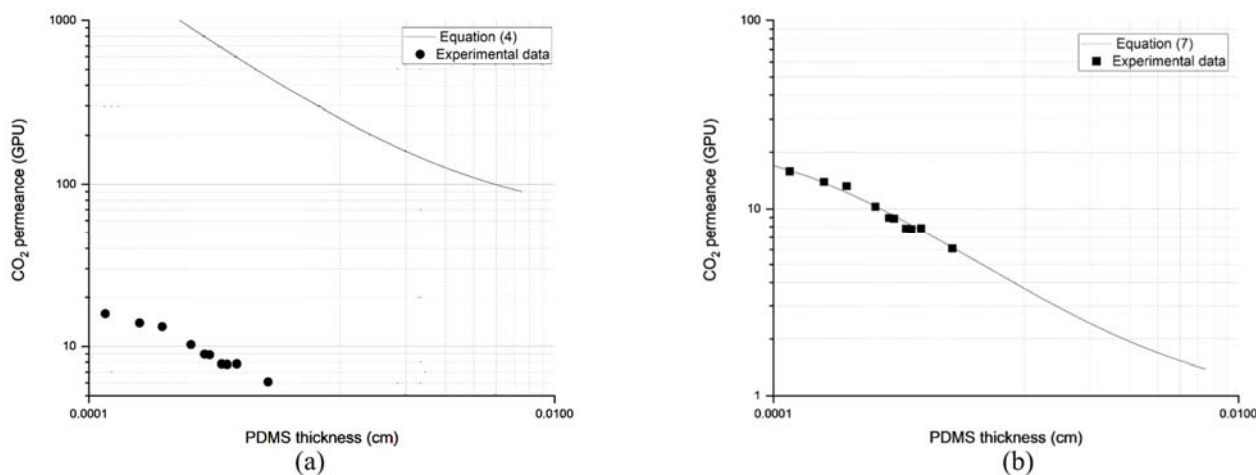 1000
100
10
CO₂ permeance (GPU)
Equation (4)
Experimental data
0.0001
0.0100
PDMS thickness (cm)
(a)
100
10
1
CO₂ permeance (GPU)
Equation (7)
Experimental data
0.0001
0.0100
PDMS thickness (cm)
(b)